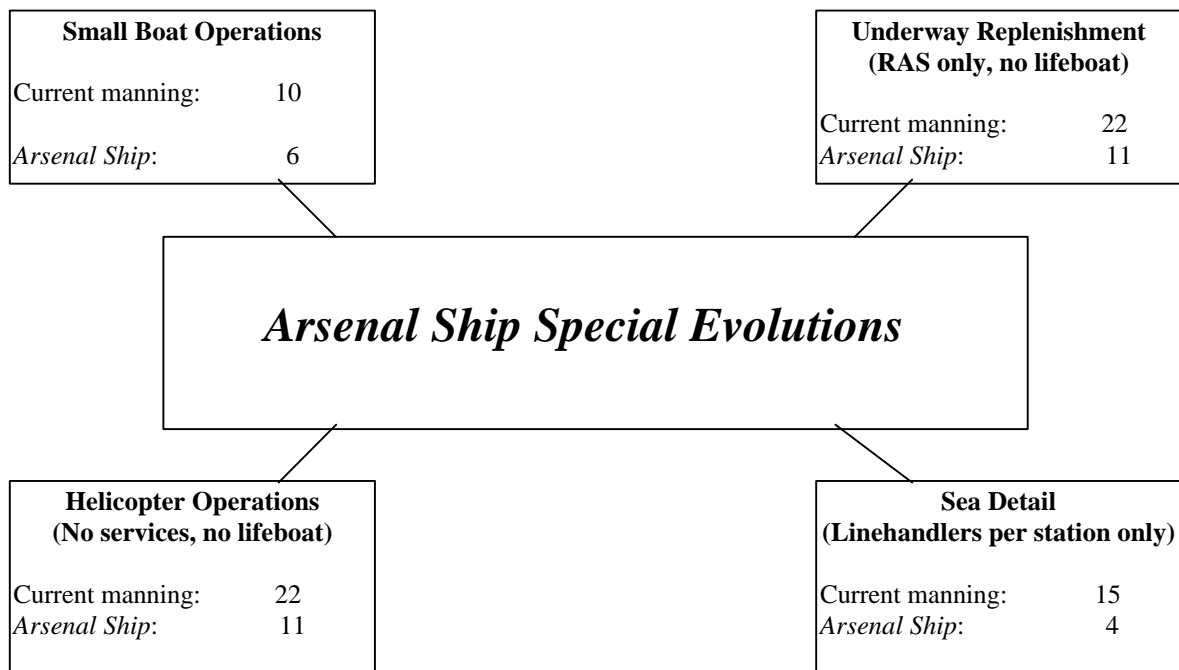 Small Boat Operations
Current manning: 10
Arsenal Ship: 6
Underway Replenishment
(RAS only, no lifeboat)
Current manning: 22
Arsenal Ship: 11
Arsenal Ship Special Evolutions
Helicopter Operations
(No services, no lifeboat)
Current manning: 22
Arsenal Ship: 11
Sea Detail
(Linehandlers per station only)
Current manning: 15
Arsenal Ship: 4